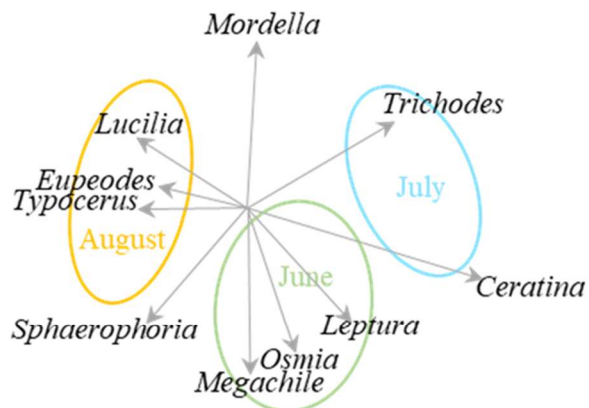 Mordella
Trichodes
Lucilia
Eupeodes
July
Typocerus
August
June
Ceratina
Sphaerophoria
Leptura
Osmia
Megachile